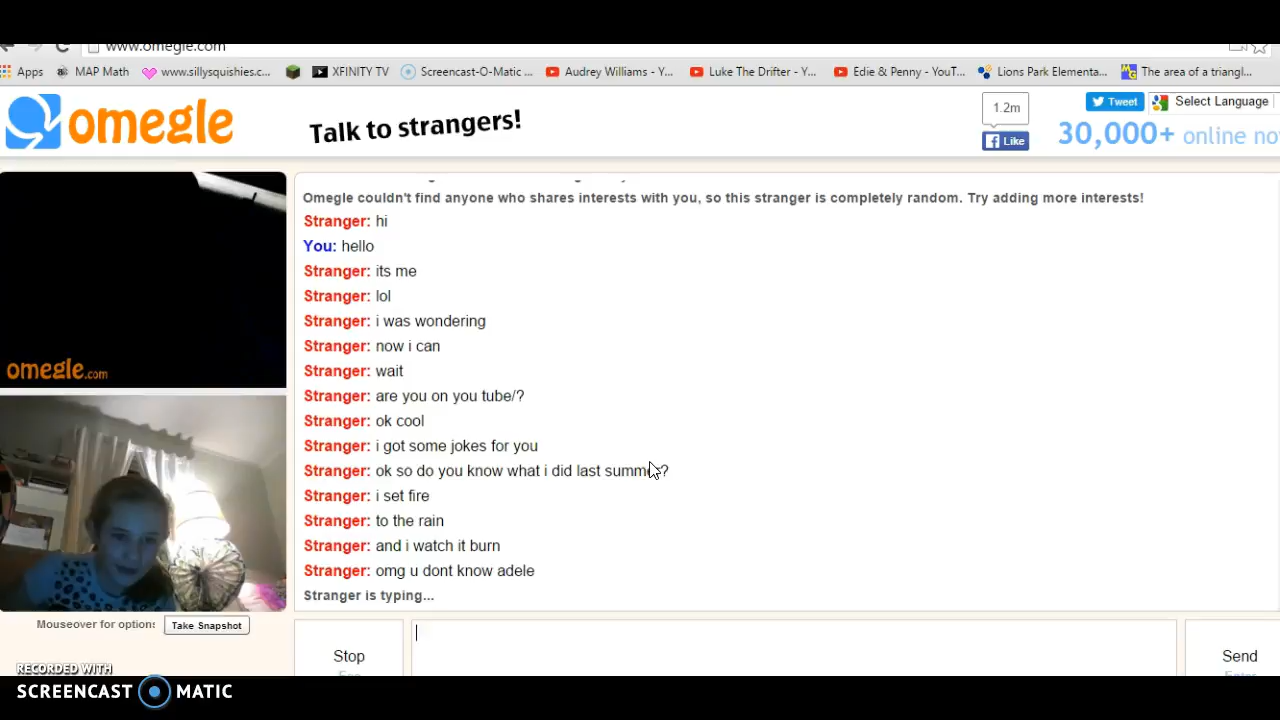 www.omegle.com
Apps MAP Math www.sillysquishies.c... XFINITY TV Screencast-O-Matic ... Audrey Williams - Y... Luke The Drifter - Y... Edie & Penny - YouT... Lions Park Elementa... The area of a triangl...
omegle Talk to strangers! 1.2m Like Tweet Select Language 30,000+ online no
Omegle couldn't find anyone who shares interests with you, so this stranger is completely random. Try adding more interests!
Stranger: hi
You: hello
Stranger: its me
Stranger: lol
Stranger: i was wondering
Stranger: now i can
Stranger: wait
Stranger: are you on you tube/?
Stranger: ok cool
Stranger: i got some jokes for you
Stranger: ok so do you know what i did last summer?
Stranger: i set fire
Stranger: to the rain
Stranger: and i watch it burn
Stranger: omg u dont know adele
Stranger is typing...
omegle.com
Mouseover for options Take Snapshot
Stop
Esc
Send
Enter
RECORDED WITH
SCREENCAST MATIC